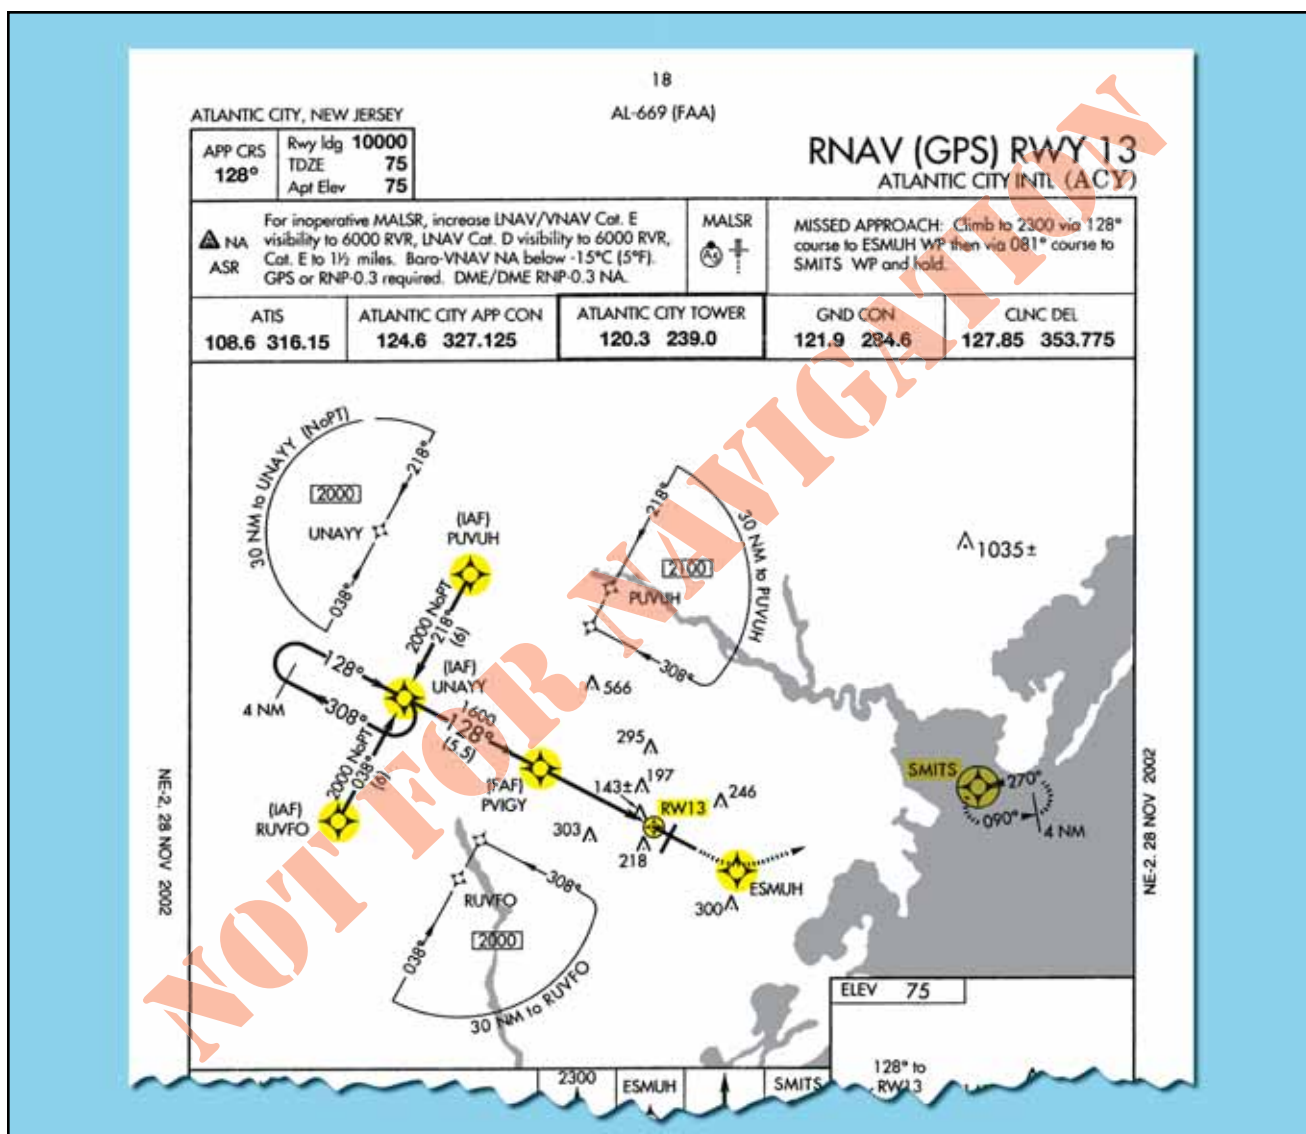 18
ATLANTIC CITY, NEW JERSEY
AL-669 (FAA)
APP CRS
128°
Rwy ldg 10000
TDZE 75
Apt Elev 75
RNAV (GPS) RWY 13
ATLANTIC CITY INTL (ACY)
A NA
ASR
For inoperative MALSR, increase LNAV/VNAV Cat. E
visibility to 6000 RVR, LNAV Cat. D visibility to 6000 RVR,
Cat. E to 1½ miles. Baro-VNAV NA below -15°C (5°F).
GPS or RNP-0.3 required. DME/DME RNP-0.3 NA.
MALSR
A5
MISSED APPROACH: Climb to 2300 via 128°
course to ESMUH WP then via 081° course to
SMITS WP and hold.
ATIS
108.6 316.15
ATLANTIC CITY APP CON
124.6 327.125
ATLANTIC CITY TOWER
120.3 239.0
GND CON
121.9 284.6
CLNC DEL
127.85 353.775
30 NM to UNAYY (NoPT)
218°
2000
UNAYY
038°
(IAF)
PUVUH
2000 NoPT
218°
(6)
218°
30 NM to PUVUH
2100
PUVUH
308°
1035±
128°
(IAF)
UNAYY
566
4 NM
308°
1600
128°
(5.5)
295
2000 NoPT
038°
(6)
(FAF)
PVIGY
143±
197
246
RW13
SMITS
270°
090°
4 NM
(IAF)
RUVFO
303
218
ESMUH
300
308°
RUVFO
2000
038°
30 NM to RUVFO
NE-2, 28 NOV 2002
NE-2, 28 NOV 2002
ELEV 75
128° to
RW13
2300
ESMUH
SMITS
NOT FOR NAVIGATION